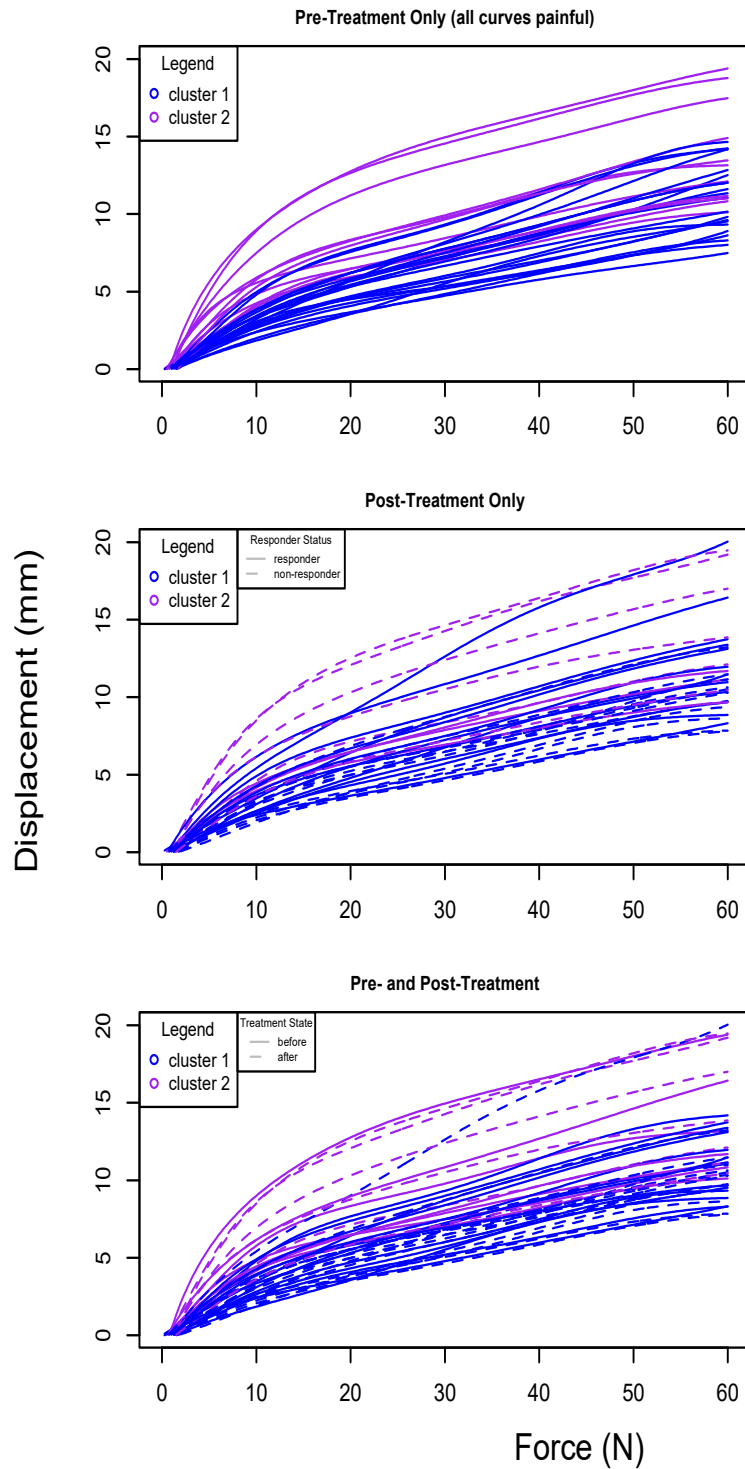 Pre-Treatment Only (all curves painful)
Legend
cluster 1
cluster 2
0
5
10
15
20
0 10 20 30 40 50 60
Post-Treatment Only
Legend
cluster 1
cluster 2
Responder Status
responder
non-responder
0
5
10
15
20
0 10 20 30 40 50 60
Displacement (mm)
Pre- and Post-Treatment
Legend
cluster 1
cluster 2
Treatment State
before
after
0
5
10
15
20
0 10 20 30 40 50 60
Force (N)